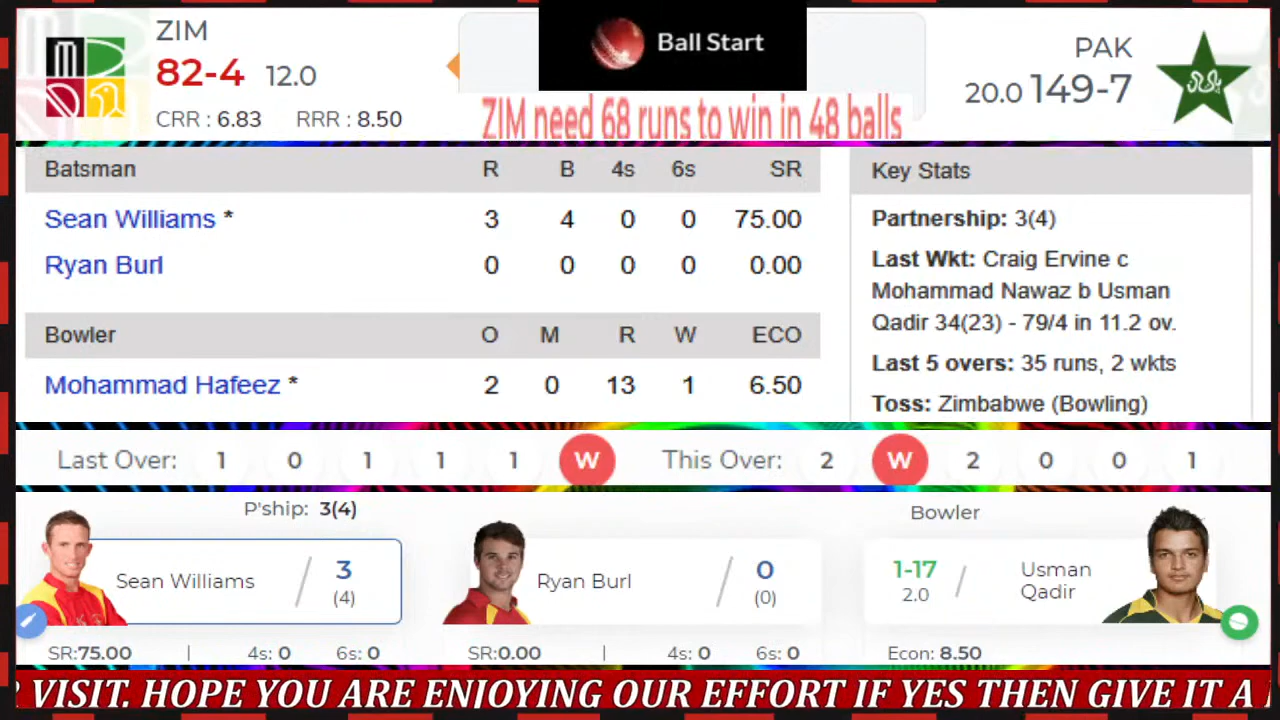 ZIM
82-4 12.0
CRR : 6.83 RRR : 8.50
Ball Start
ZIM need 68 runs to win in 48 balls
PAK
20.0 149-7
Batsman R B 4s 6s SR
Sean Williams * 3 4 0 0 75.00
Ryan Burl 0 0 0 0 0.00
Bowler O M R W ECO
Mohammad Hafeez * 2 0 13 1 6.50
Key Stats
Partnership: 3(4)
Last Wkt: Craig Ervine c
Mohammad Nawaz b Usman
Qadir 34(23) - 79/4 in 11.2 ov.
Last 5 overs: 35 runs, 2 wkts
Toss: Zimbabwe (Bowling)
Last Over: 1 0 1 1 1 W This Over: 2 W 2 0 0 1
P'ship: 3(4)
Sean Williams 3
(4)
SR:75.00 | 4s: 0 6s: 0
Ryan Burl 0
(0)
SR:0.00 | 4s: 0 6s: 0
Bowler
1-17
2.0
Usman
Qadir
Econ: 8.50
VISIT. HOPE YOU ARE ENJOYING OUR EFFORT IF YES THEN GIVE IT A